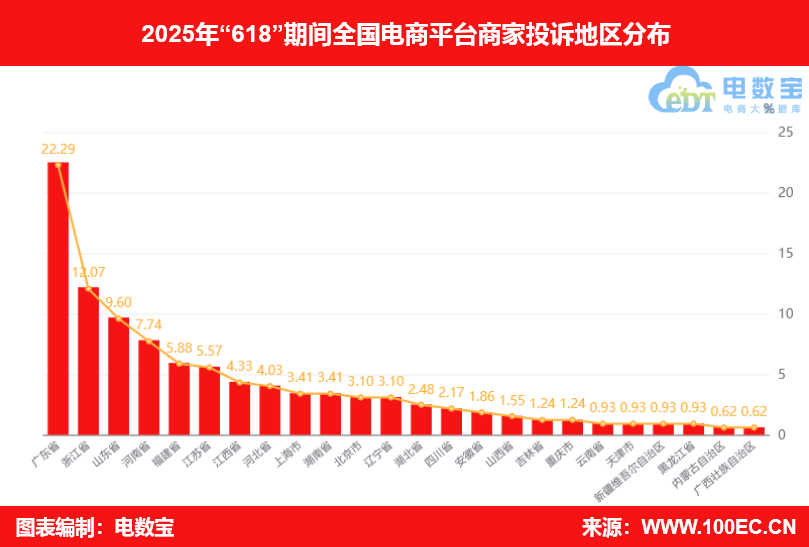 2025年“618”期间全国电商平台商家投诉地区分布
ebDT
电数宝
电商大%据库
25
20
15
10
5
0
22.29
12.07
9.60
7.74
5.88
5.57
4.33
4.03
3.41
3.41
3.10
3.10
2.48
2.17
1.86
1.55
1.24
1.24
0.93
0.93
0.93
0.93
0.62
0.62
广东省
浙江省
山东省
河南省
福建省
江苏省
江西省
河北省
上海市
湖南省
北京市
辽宁省
湖北省
四川省
安徽省
山西省
吉林省
重庆市
云南省
天津市
新疆维吾尔自治区
黑龙江省
内蒙古自治区
广西壮族自治区
图表编制：电数宝
来源：WWW.100EC.CN